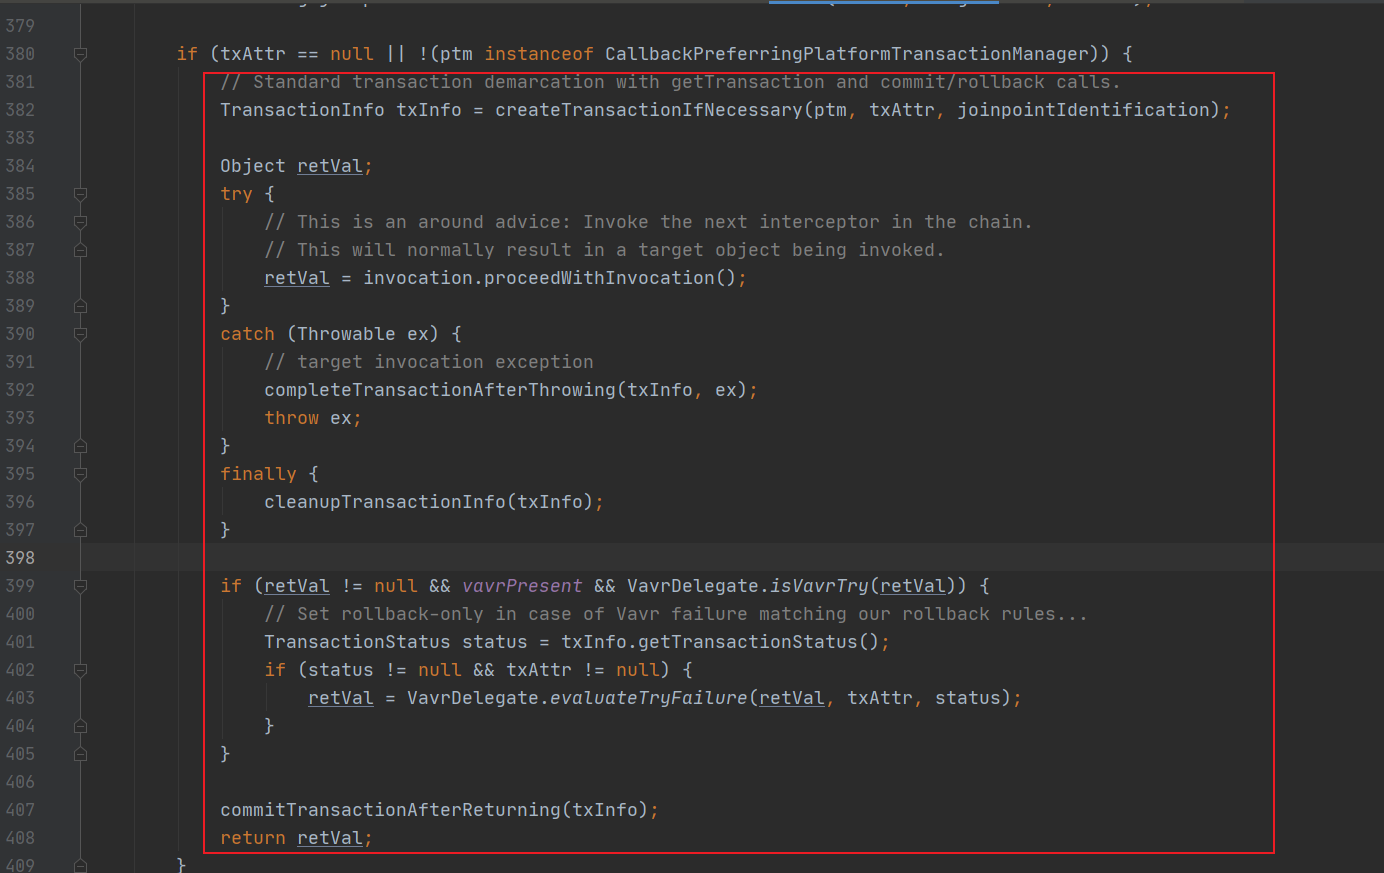 379
380 if (txAttr == null || !(ptm instanceof CallbackPreferringPlatformTransactionManager)) {
381 // Standard transaction demarcation with getTransaction and commit/rollback calls.
382 TransactionInfo txInfo = createTransactionIfNecessary(ptm, txAttr, joinpointIdentification);
383
384 Object retVal;
385 try {
386 // This is an around advice: Invoke the next interceptor in the chain.
387 // This will normally result in a target object being invoked.
388 retVal = invocation.proceedWithInvocation();
389 }
390 catch (Throwable ex) {
391 // target invocation exception
392 completeTransactionAfterThrowing(txInfo, ex);
393 throw ex;
394 }
395 finally {
396 cleanupTransactionInfo(txInfo);
397 }
398
399 if (retVal != null && vavrPresent && VavrDelegate.isVavrTry(retVal)) {
400 // Set rollback-only in case of Vavr failure matching our rollback rules...
401 TransactionStatus status = txInfo.getTransactionStatus();
402 if (status != null && txAttr != null) {
403 retVal = VavrDelegate.evaluateTryFailure(retVal, txAttr, status);
404 }
405 }
406
407 commitTransactionAfterReturning(txInfo);
408 return retVal;
409 }